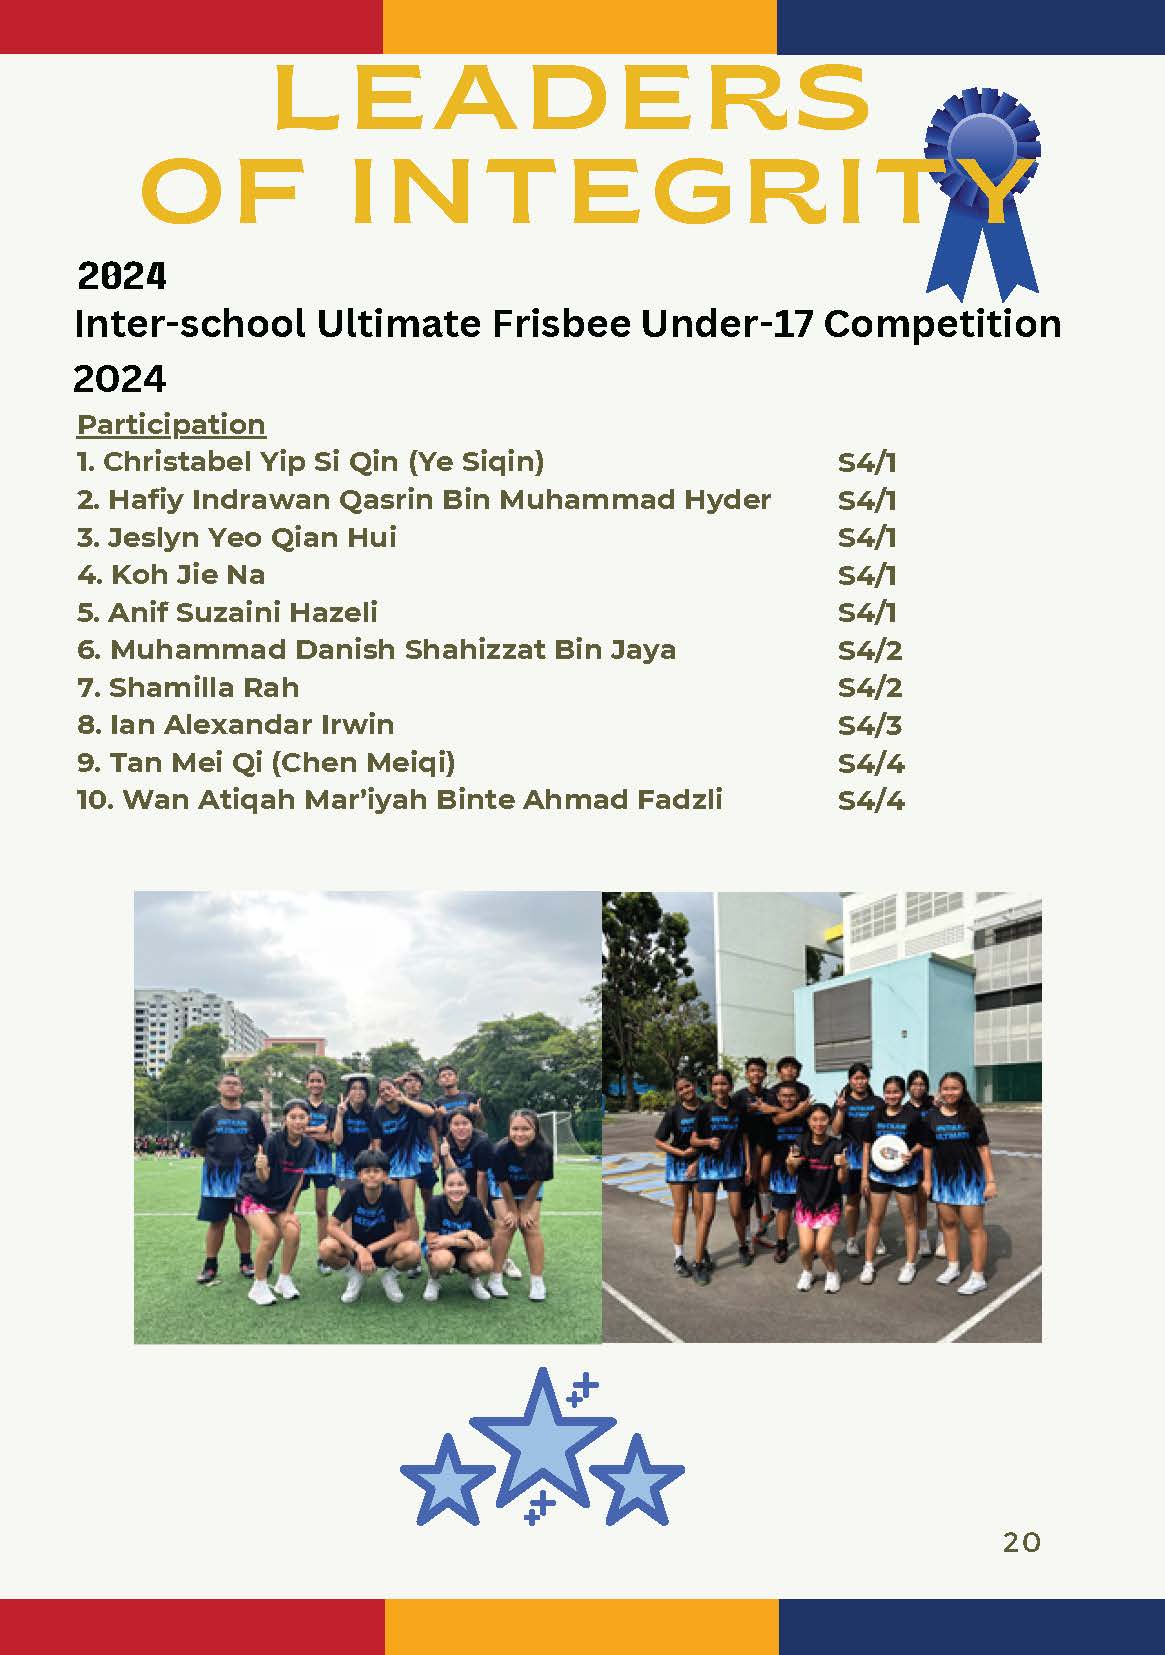 LEADERS
OF INTEGRITY
2024
Inter-school Ultimate Frisbee Under-17 Competition
2024
Participation
1. Christabel Yip Si Qin (Ye Siqin) S4/1
2. Hafiy Indrawan Qasrin Bin Muhammad Hyder S4/1
3. Jeslyn Yeo Qian Hui S4/1
4. Koh Jie Na S4/1
5. Anif Suzaini Hazeli S4/1
6. Muhammad Danish Shahizzat Bin Jaya S4/2
7. Shamilla Rah S4/2
8. Ian Alexandar Irwin S4/3
9. Tan Mei Qi (Chen Meiqi) S4/4
10. Wan Atiqah Mar’iyah Binte Ahmad Fadzli S4/4
20